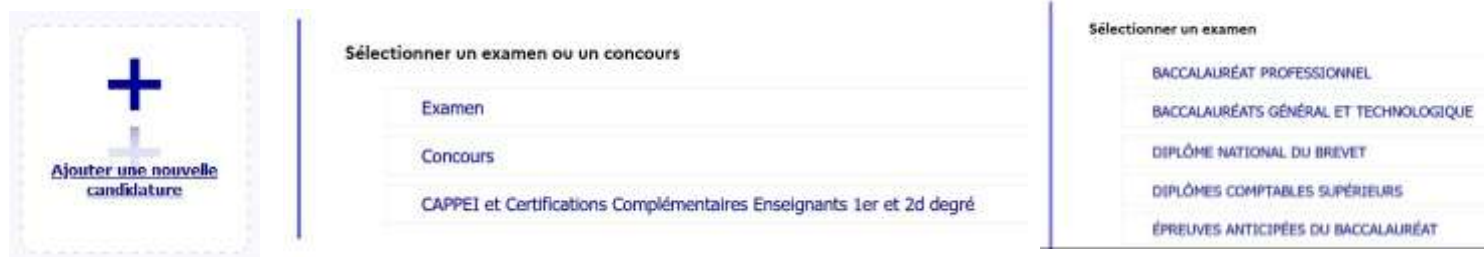 Ajouter une nouvelle
candidature
Sélectionner un examen ou un concours
Examen
Concours
CAPPEI et Certifications Complémentaires Enseignants 1er et 2d degré
Sélectionner un examen
BACCALAURÉAT PROFESSIONNEL
BACCALAURÉATS GÉNÉRAL ET TECHNOLOGIQUE
DIPLÔME NATIONAL DU BREVET
DIPLÔMES COMPTABLES SUPÉRIEURS
ÉPREUVES ANTICIPÉES DU BACCALAURÉAT